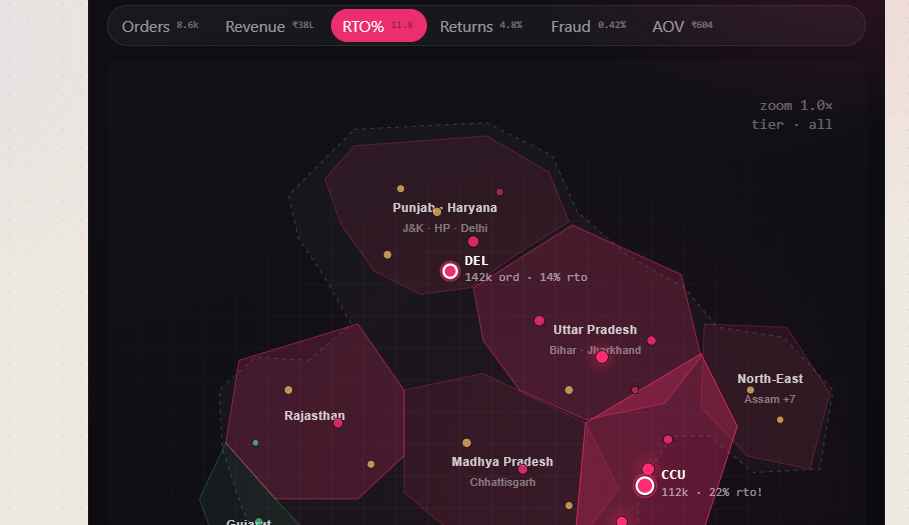 Orders 8.6k Revenue ₹38L RTO% 11.8 Returns 4.8% Fraud 0.42% AOV ₹604
zoom 1.0×
tier · all
Punjab · Haryana
J&K · HP · Delhi
DEL
142k ord · 14% rto
Uttar Pradesh
Bihar · Jharkhand
North-East
Assam +7
Rajasthan
Madhya Pradesh
Chhattisgarh
CCU
112k · 22% rto!
Gujarat